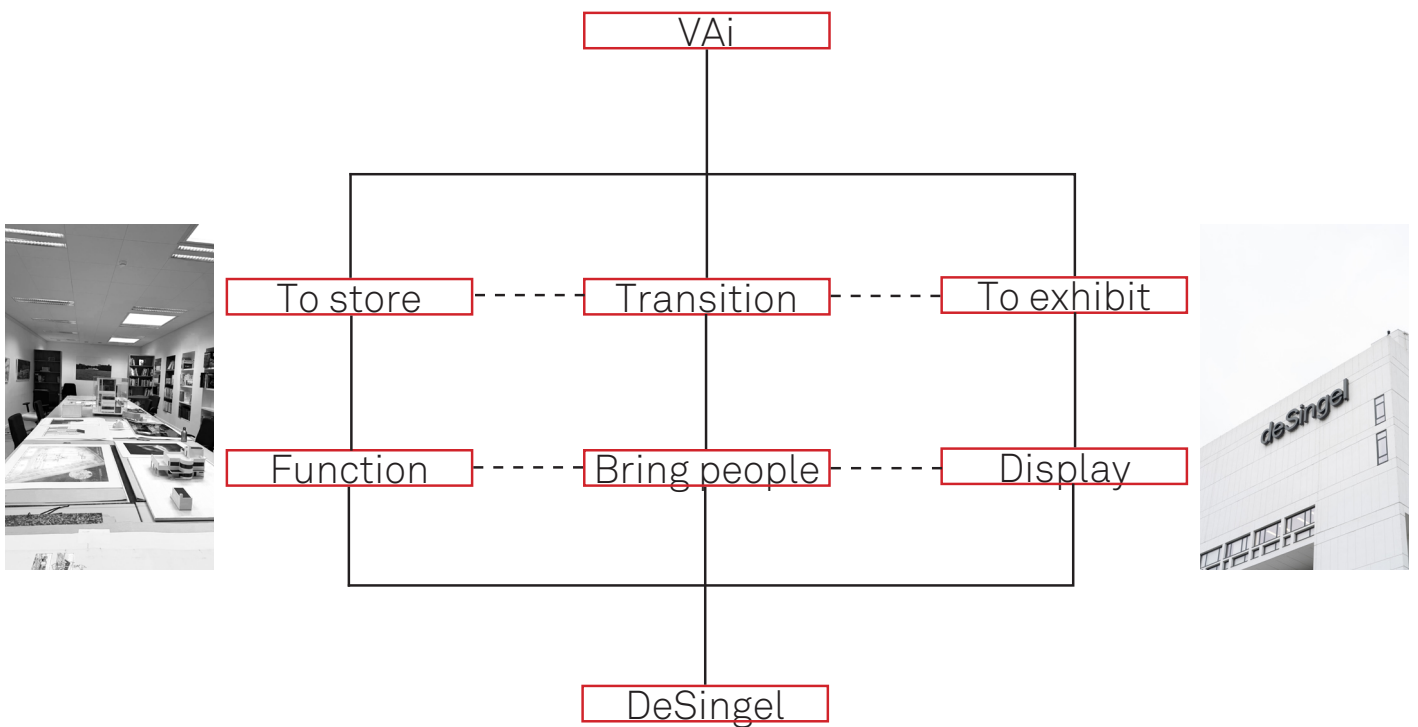 VAi
To store
Transition
To exhibit
deSingel
Function
Bring people
Display
DeSingel